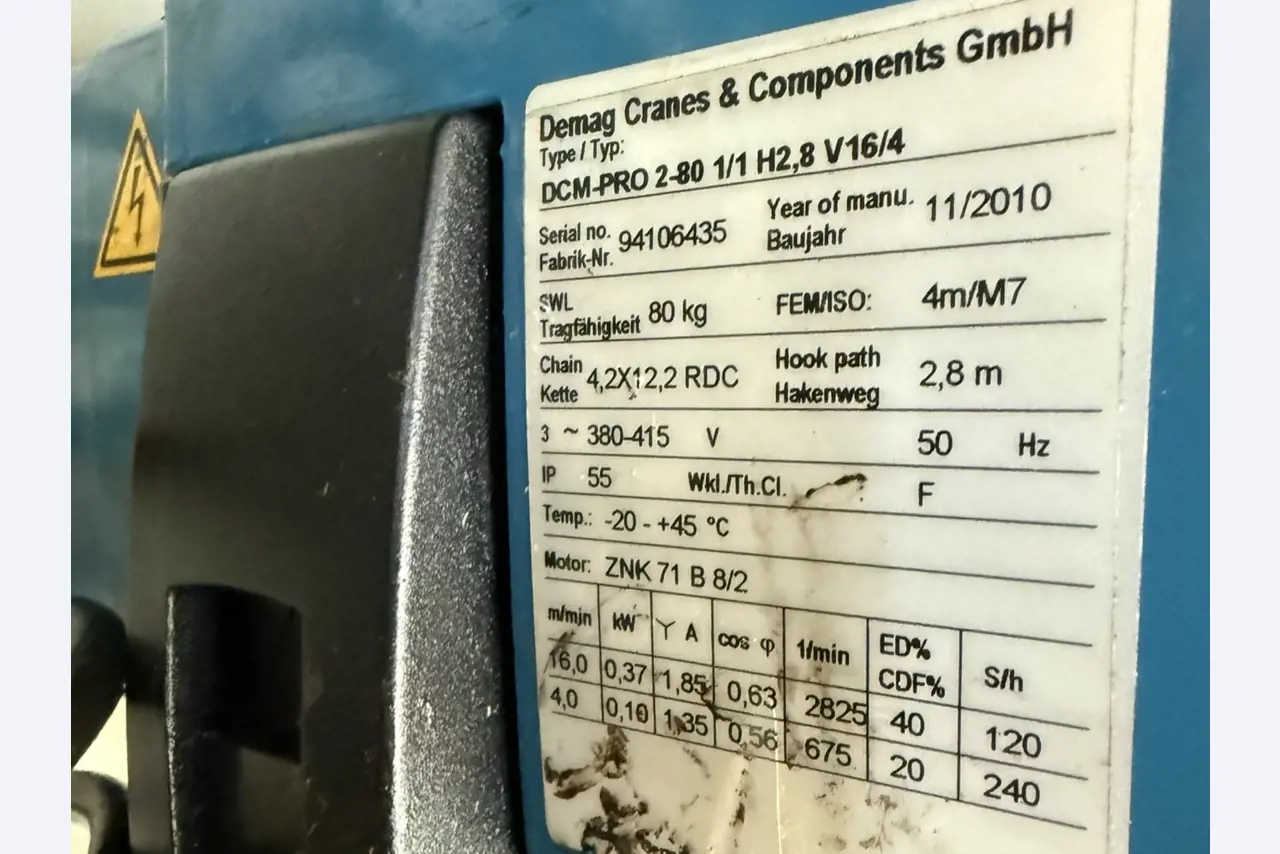 Demag Cranes & Components GmbH
Type / Typ:
DCM-PRO 2-80 1/1 H2,8 V16/4
Serial no. 94106435 Year of manu. 11/2010
Fabrik-Nr. Baujahr
SWL 80 kg FEM/ISO: 4m/M7
Tragfähigkeit
Chain 4,2X12,2 RDC Hook path 2,8 m
Kette Hakenweg
3 ~ 380-415 V 50 Hz
IP 55 Wkl./Th.Cl. F
Temp.: -20 - +45 °C
Motor: ZNK 71 B 8/2
m/min kW Y A cos φ 1/min ED% CDF% S/h
16,0 0,37 1,85 0,63 2825 40 120
4,0 0,10 1,35 0,56 675 20 240